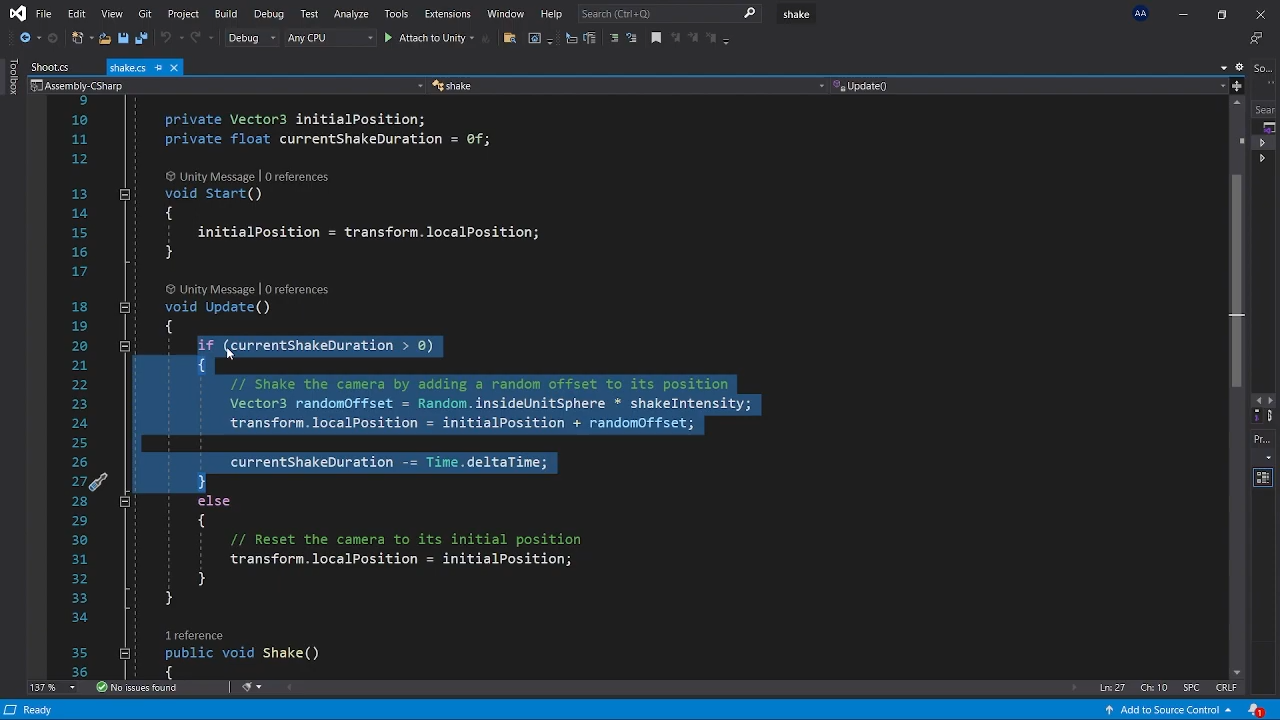 File Edit View Git Project Build Debug Test Analyze Tools Extensions Window Help Search (Ctrl+Q) shake AA
Debug Any CPU Attach to Unity
Toolbox
Shoot.cs shake.cs So...
Assembly-CSharp shake Update()
9
10 private Vector3 initialPosition; Sear
11 private float currentShakeDuration = 0f;
12
Unity Message | 0 references
13 void Start()
14 {
15 initialPosition = transform.localPosition;
16 }
17
Unity Message | 0 references
18 void Update()
19 {
20 if (currentShakeDuration > 0)
21 {
22 // Shake the camera by adding a random offset to its position
23 Vector3 randomOffset = Random.insideUnitSphere * shakeIntensity;
24 transform.localPosition = initialPosition + randomOffset;
25
Pr...
26 currentShakeDuration -= Time.deltaTime;
27 }
28 else
29 {
30 // Reset the camera to its initial position
31 transform.localPosition = initialPosition;
32 }
33 }
34
1 reference
35 public void Shake()
36 {
137 % No issues found Ln: 27 Ch: 10 SPC CRLF
Ready Add to Source Control 1